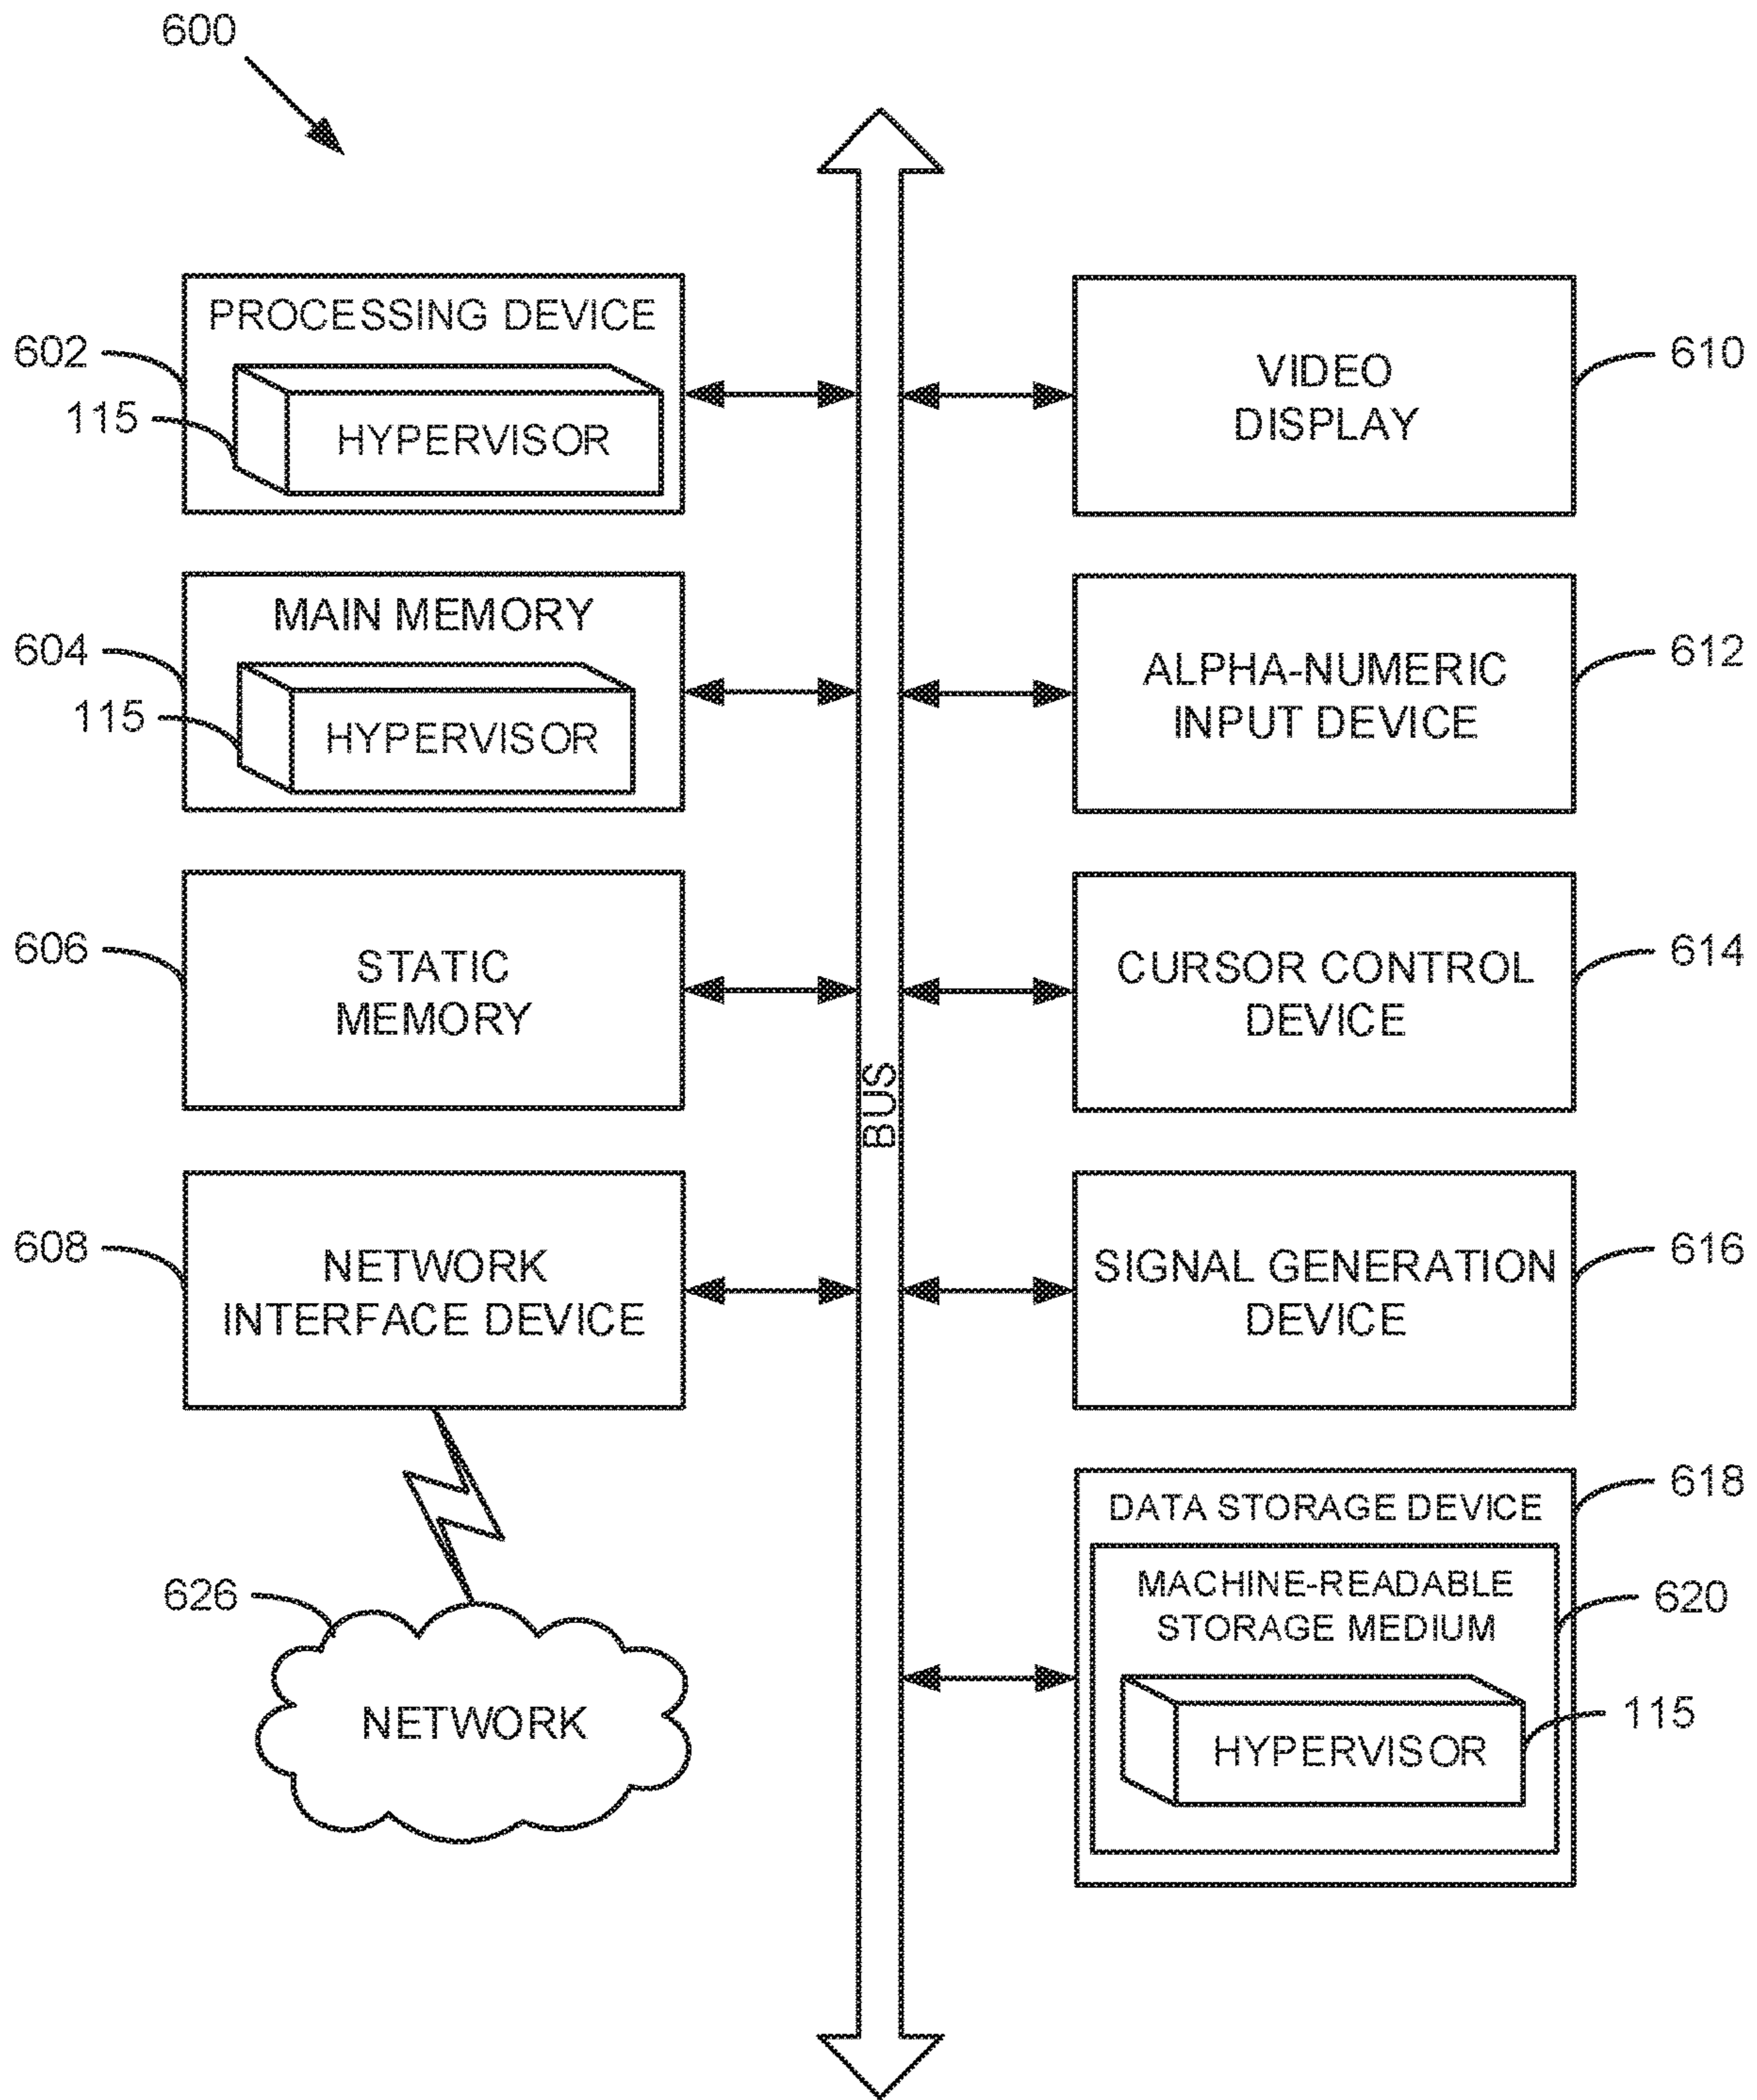 600
PROCESSING DEVICE
602
115
HYPERVISOR
MAIN MEMORY
604
115
HYPERVISOR
STATIC
MEMORY
606
NETWORK
INTERFACE DEVICE
608
626
NETWORK
BUS
VIDEO
DISPLAY
610
ALPHA-NUMERIC
INPUT DEVICE
612
CURSOR CONTROL
DEVICE
614
SIGNAL GENERATION
DEVICE
616
618
DATA STORAGE DEVICE
MACHINE-READABLE
STORAGE MEDIUM
620
HYPERVISOR
115